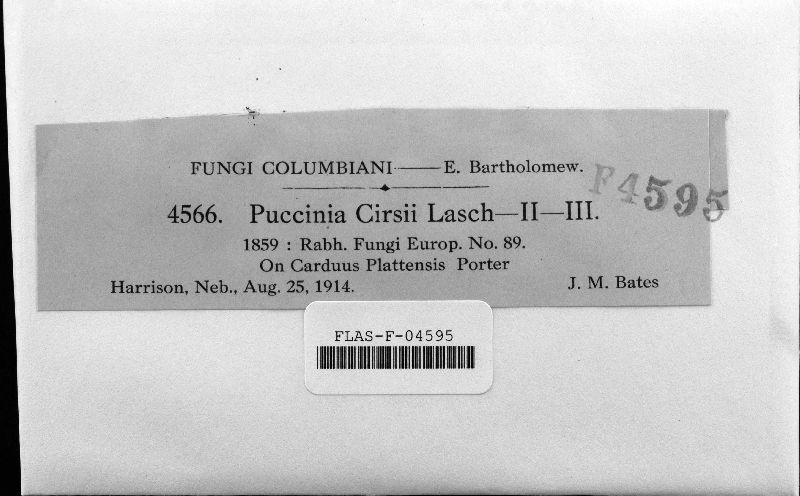 FUNGI COLUMBIANI——E. Bartholomew.
F4595
4566. Puccinia Cirsii Lasch—II—III.
1859 : Rabh. Fungi Europ. No. 89.
On Carduus Plattensis Porter
Harrison, Neb., Aug. 25, 1914. J. M. Bates
FLAS-F-04595